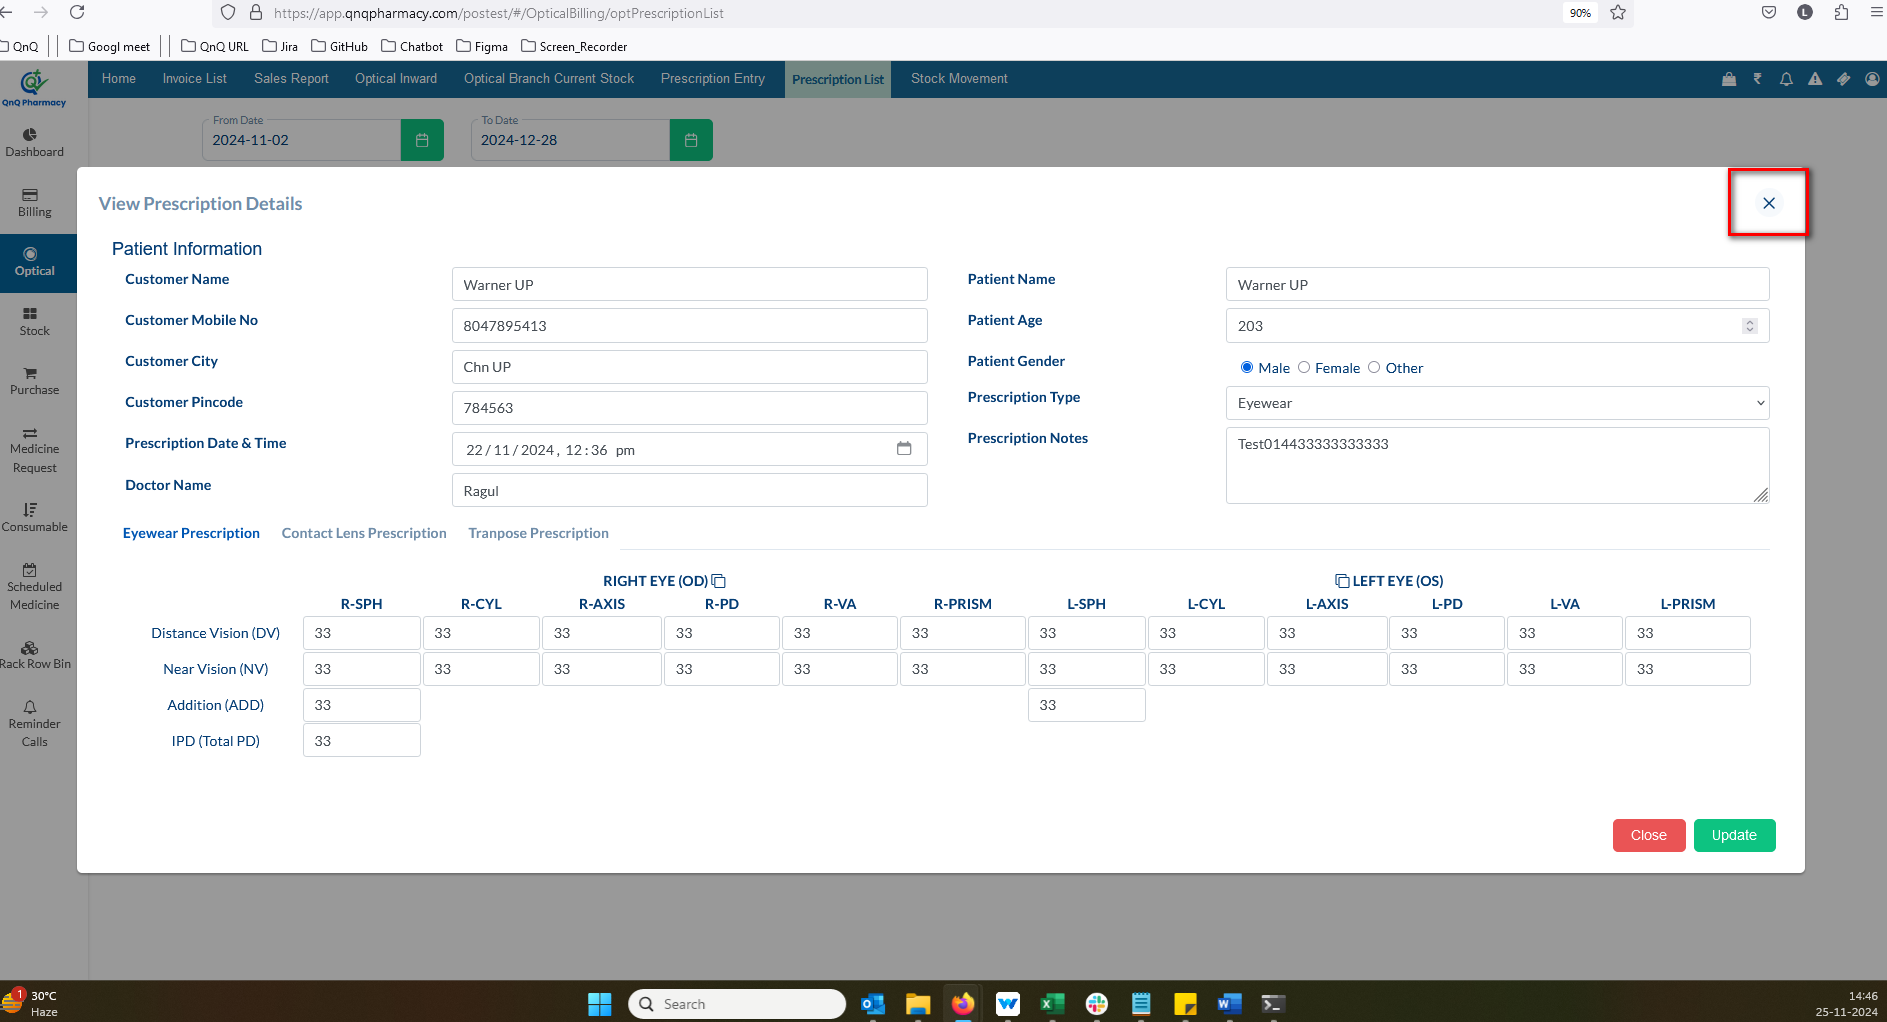 https://app.qnqpharmacy.com/postest/#/OpticalBilling/optPrescriptionList
90%
L
QnQ
Googl meet
QnQ URL
Jira
GitHub
Chatbot
Figma
Screen_Recorder
QnQ Pharmacy
Home
Invoice List
Sales Report
Optical Inward
Optical Branch Current Stock
Prescription Entry
Prescription List
Stock Movement
Dashboard
Billing
Optical
Stock
Purchase
Medicine
Request
Consumable
Scheduled
Medicine
Rack Row Bin
Reminder
Calls
From Date
2024-11-02
To Date
2024-12-28
View Prescription Details
Patient Information
Customer Name
Warner UP
Customer Mobile No
8047895413
Customer City
Chn UP
Customer Pincode
784563
Prescription Date & Time
22/11/2024, 12:36 pm
Doctor Name
Ragul
Patient Name
Warner UP
Patient Age
203
Patient Gender
Male Female Other
Prescription Type
Eyewear
Prescription Notes
Test014433333333333
Eyewear Prescription
Contact Lens Prescription
Tranpose Prescription
RIGHT EYE (OD)
LEFT EYE (OS)
R-SPH R-CYL R-AXIS R-PD R-VA R-PRISM L-SPH L-CYL L-AXIS L-PD L-VA L-PRISM
Distance Vision (DV) 33 33 33 33 33 33 33 33 33 33 33 33
Near Vision (NV) 33 33 33 33 33 33 33 33 33 33 33 33
Addition (ADD) 33 33
IPD (Total PD) 33
Close
Update
1
30°C
Haze
Search
14:46
25-11-2024